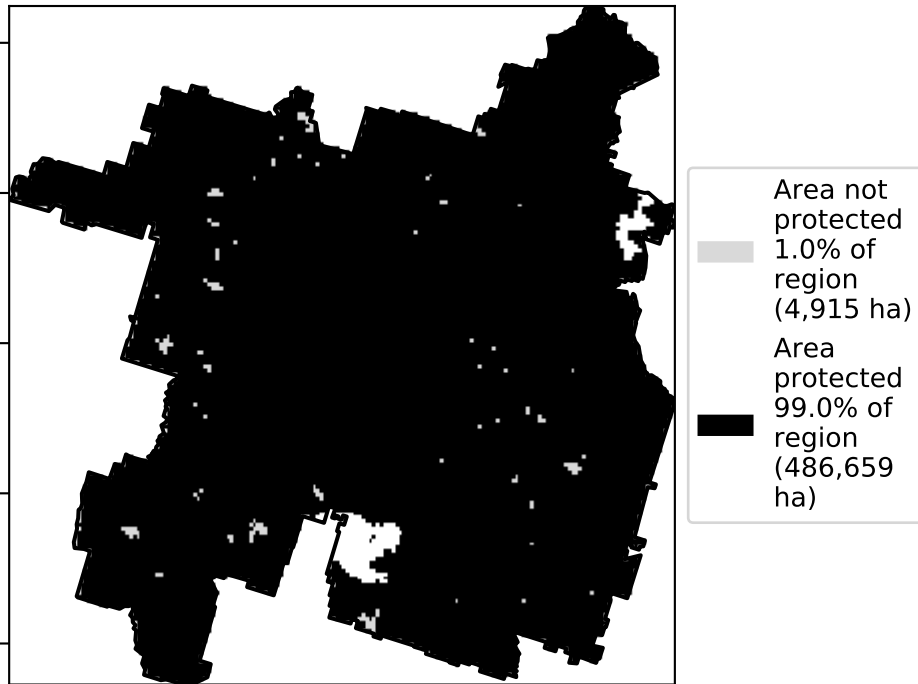 Area not
protected
1.0% of
region
(4,915 ha)
Area
protected
99.0% of
region
(486,659
ha)